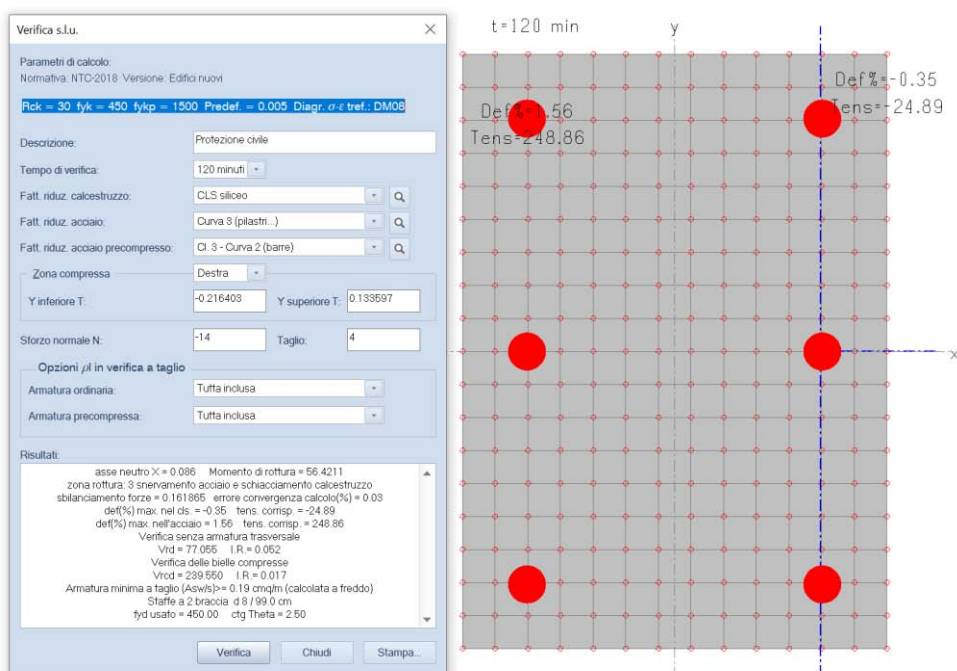 Verifica s.l.u.
Parametri di calcolo:
Normativa: NTC-2018 Versione: Edifici nuovi
Rck = 30 fyk = 450 fykp = 1500 Predef. = 0.005 Diagr. σ-ε tref.: DM08
Descrizione: Protezione civile
Tempo di verifica: 120 minuti
Fatt. riduz. calcestruzzo: CLS siliceo
Fatt. riduz. acciaio: Curva 3 (pilastri...)
Fatt. riduz. acciaio precompresso: Cl. 3 - Curva 2 (barre)
Zona compressa Destra
Y inferiore T: -0.216403 Y superiore T: 0.133597
Sforzo normale N: -14 Taglio: 4
Opzioni ρl in verifica a taglio
Armatura ordinaria: Tutta inclusa
Armatura precompressa: Tutta inclusa
Risultati:
asse neutro X = 0.086 Momento di rottura = 56.4211
zona rottura: 3 snervamento acciaio e schiacciamento calcestruzzo
sbilanciamento forze = 0.161865 errore convergenza calcolo(%) = 0.03
def(%) max. nel cls. = -0.35 tens. corrisp. = -24.89
def(%) max. nell'acciaio = 1.56 tens. corrisp. = 248.86
Verifica senza armatura trasversale
Vrd = 77.055 I.R.= 0.052
Verifica delle bielle compresse
Vrcd = 239.550 I.R.= 0.017
Armatura minima a taglio (Asw/s)>= 0.19 cmq/m (calcolata a freddo)
Staffe a 2 braccia d 8 / 99.0 cm
fyd usato = 450.00 ctg Theta = 2.50
Verifica Chiudi Stampa...
t=120 min
y
Def%=-0.35
Tens=-24.89
Def%=1.56
Tens=248.86
x